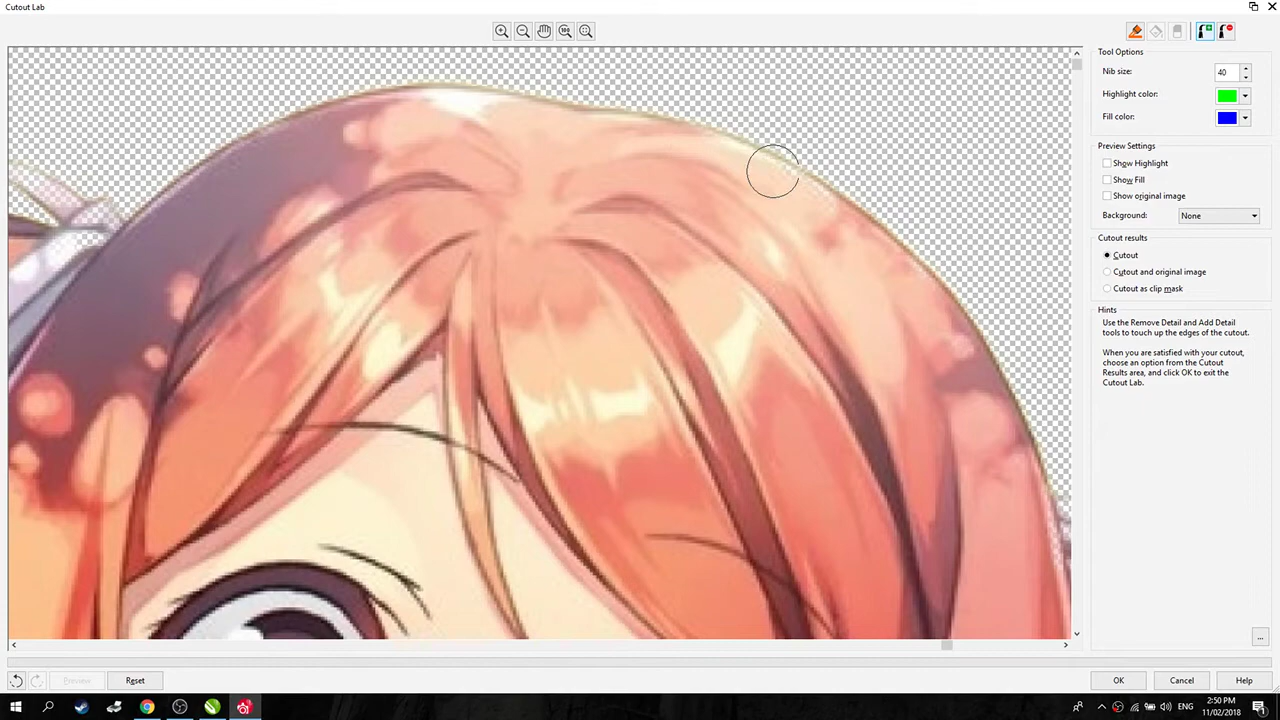 Cutout Lab
Tool Options
Nib size: 40
Highlight color:
Fill color:
Preview Settings
Show Highlight
Show Fill
Show original image
Background: None
Cutout results
Cutout
Cutout and original image
Cutout as clip mask
Hints
Use the Remove Detail and Add Detail
tools to touch up the edges of the cutout.
When you are satisfied with your cutout,
choose an option from the Cutout
Results area, and click OK to exit the
Cutout Lab.
...
Preview
Reset
OK
Cancel
Help
ENG
2:50 PM
11/02/2018